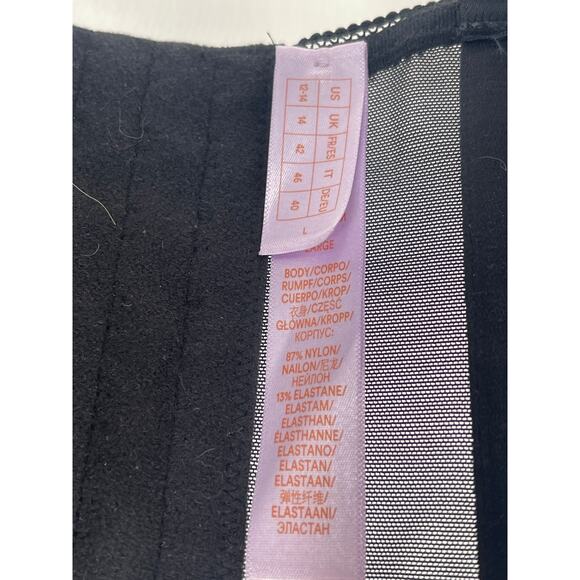 US UK FR/ES IT DE/EU
12-14 14 42 46 40
L
LARGE
BODY/CORPO/
RUMPF/CORPS/
CUERPO/KROP/
衣身/CZĘŚĆ
GŁÓWNA/KROPP/
КОРПУС:
87% NYLON/
NAILON/尼龙/
НЕЙЛОН
13% ELASTANE/
ELASTAM/
ELASTHAN/
ÉLASTHANNE/
ELASTANO/
ELASTAN/
ELASTAAN/
弹性纤维/
ELASTAANI/
ЭЛАСТАН